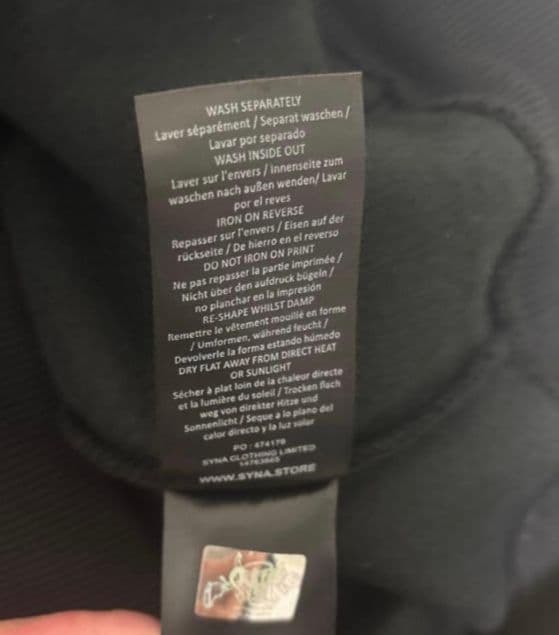 WASH SEPARATELY
Laver séparément / Separat waschen /
Lavar por separado
WASH INSIDE OUT
Laver sur l'envers / Innenseite zum
waschen nach außen wenden/ Lavar
por el reves
IRON ON REVERSE
Repasser sur l'envers / Eisen auf der
rückseite / De hierro en el reverso
DO NOT IRON ON PRINT
Ne pas repasser la partie imprimée /
Nicht über den aufdruck bügeln /
no planchar en la impresión
RE-SHAPE WHILST DAMP
Remettre le vêtement mouillé en forme
/ Umformen, während feucht /
Devolverle la forma estando húmedo
DRY FLAT AWAY FROM DIRECT HEAT
OR SUNLIGHT
Sécher à plat loin de la chaleur directe
et la lumière du soleil / Trocken flach
weg von direkter Hitze und
Sonnenlicht / Seque a lo plano del
calor directo y la luz solar
PO : 474179
SYNA CLOTHING LIMITED
14763865
WWW.SYNA.STORE